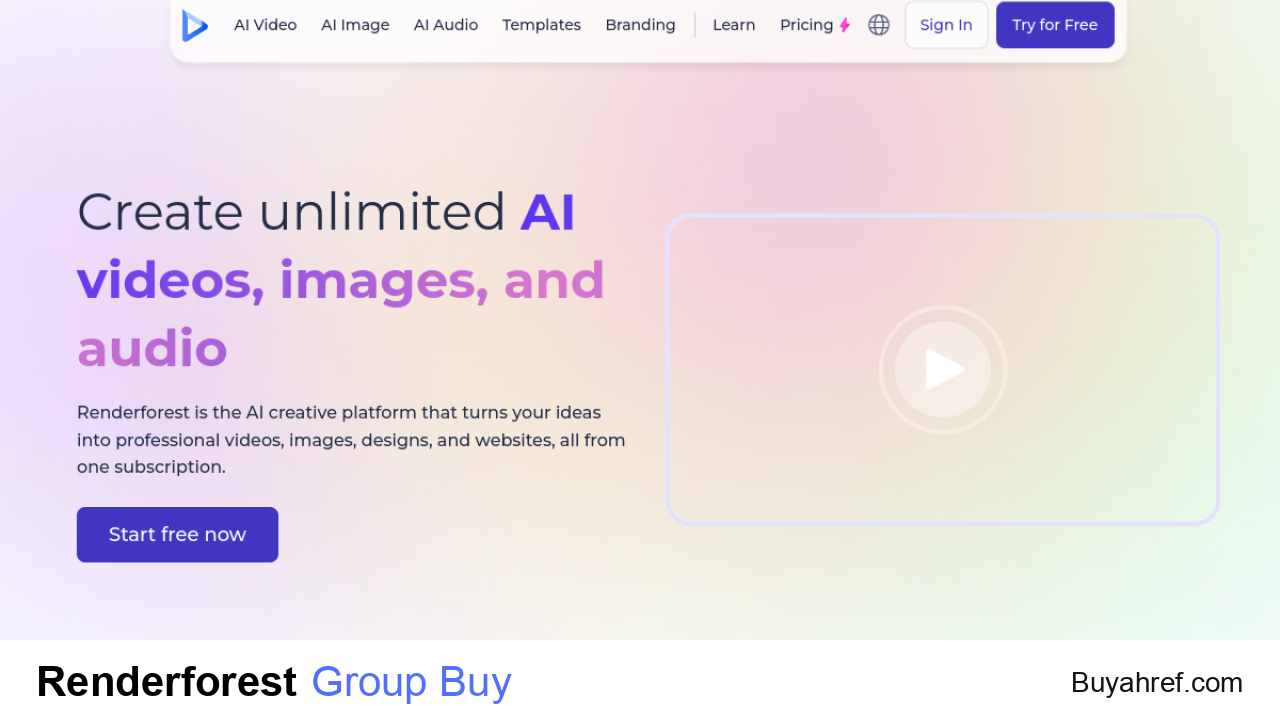 AI Video AI Image AI Audio Templates Branding Learn Pricing Sign In Try for Free
Create unlimited AI
videos, images, and
audio
Renderforest is the AI creative platform that turns your ideas
into professional videos, images, designs, and websites, all from
one subscription.
Start free now
Renderforest Group Buy
Buyahref.com